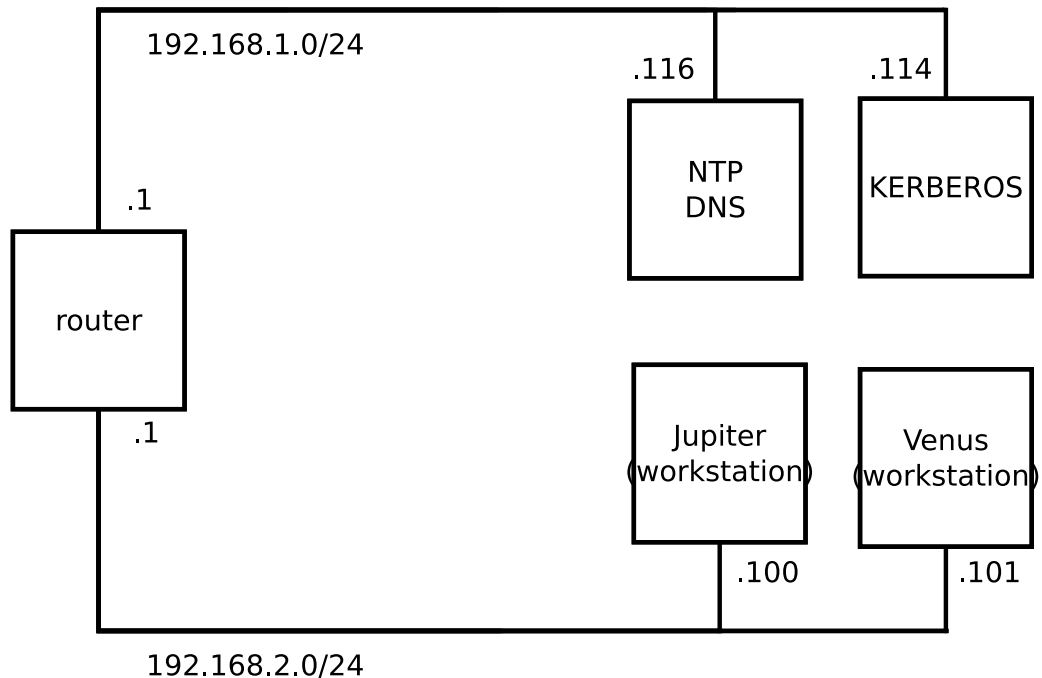 192.168.1.0/24
.116
.114
NTP
DNS
KERBEROS
.1
router
.1
Jupiter
(workstation)
Venus
(workstation)
.100
.101
192.168.2.0/24